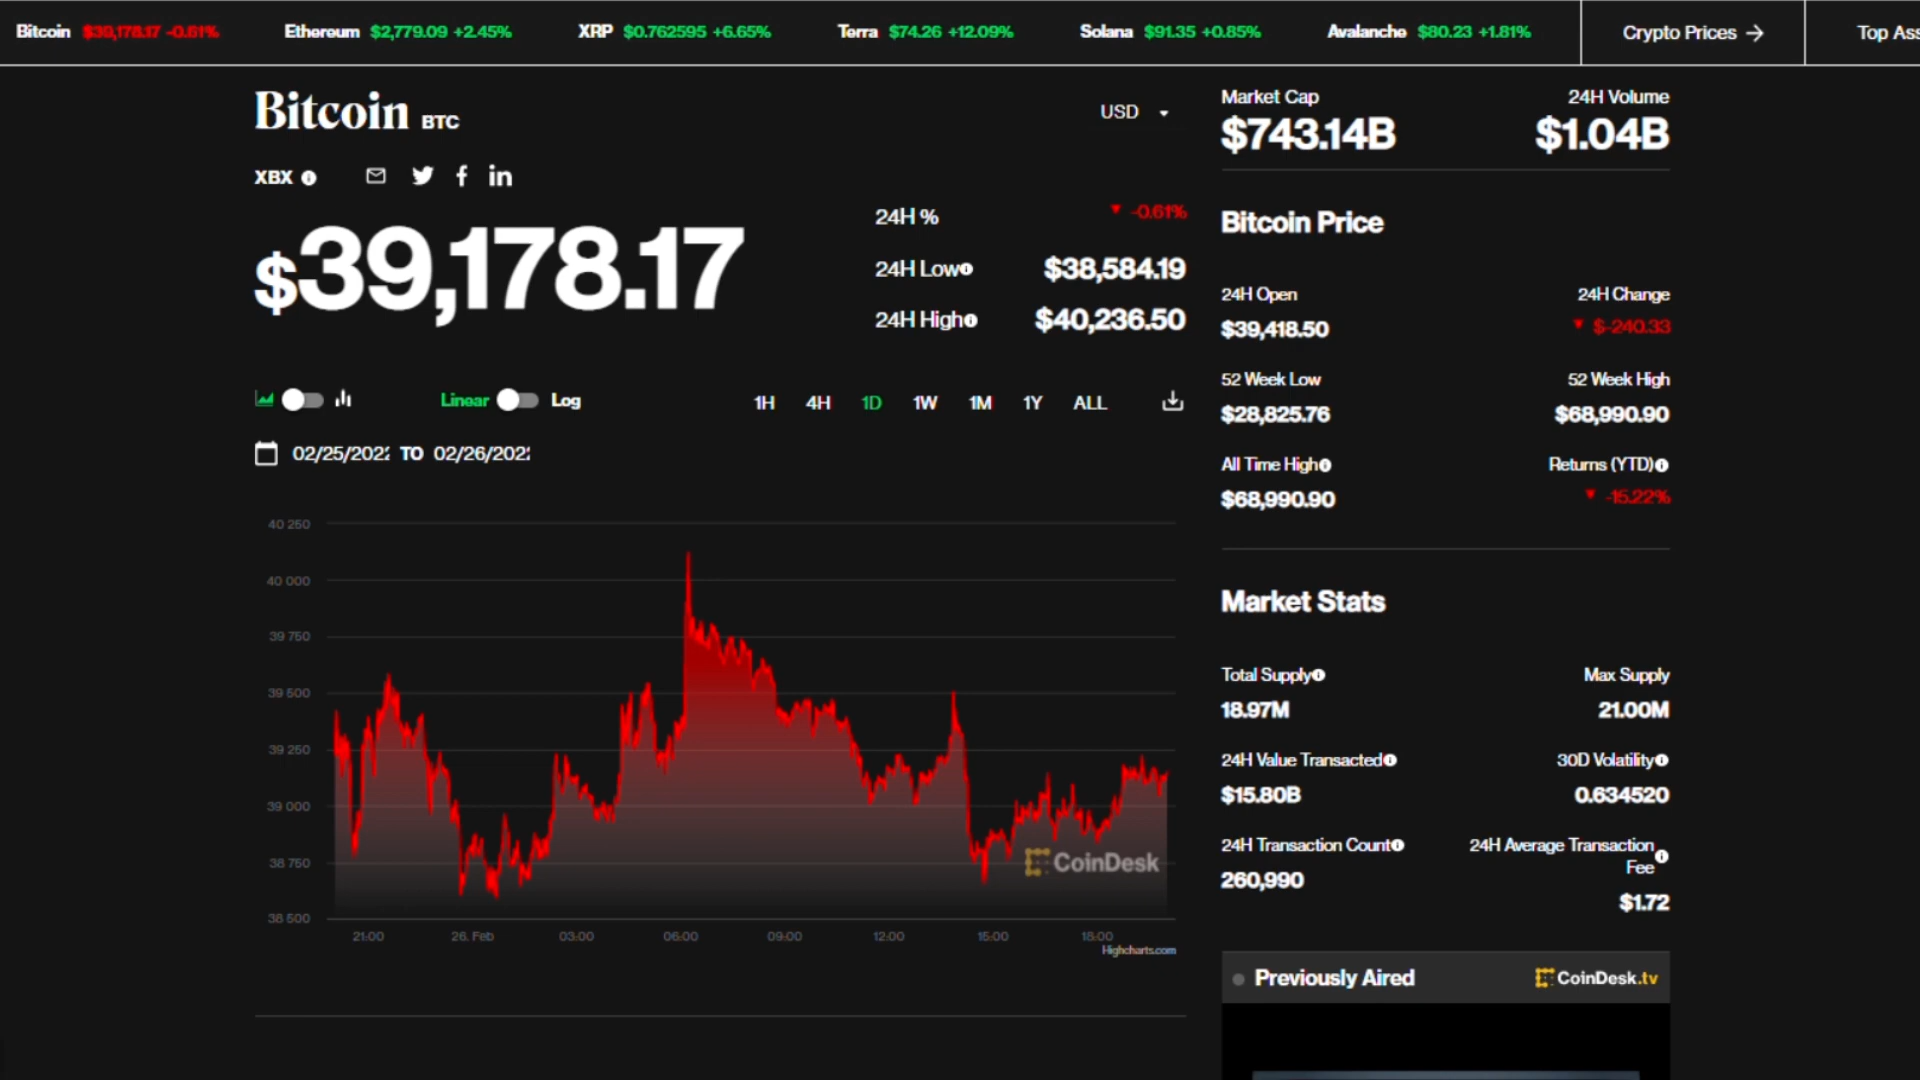 Bitcoin $39,178.17 -0.61% Ethereum $2,779.09 +2.45% XRP $0.762595 +6.65% Terra $74.26 +12.09% Solana $91.35 +0.85% Avalanche $80.23 +1.81% Crypto Prices → Top Ass
Bitcoin BTC
USD
XBX
$39,178.17
24H % -0.61%
24H Low $38,584.19
24H High $40,236.50
Linear Log
1H 4H 1D 1W 1M 1Y ALL
02/25/2022 TO 02/26/2022
40 250
40 000
39 750
39 500
39 250
39 000
38 750
38 500
CoinDesk
21:00 26. Feb 03:00 06:00 09:00 12:00 15:00 18:00
Highcharts.com
Market Cap 24H Volume
$743.14B $1.04B
Bitcoin Price
24H Open 24H Change
$39,418.50 $-240.33
52 Week Low 52 Week High
$28,825.76 $68,990.90
All Time High Returns (YTD)
$68,990.90 -15.22%
Market Stats
Total Supply Max Supply
18.97M 21.00M
24H Value Transacted 30D Volatility
$15.80B 0.634520
24H Transaction Count 24H Average Transaction
Fee
260,990
$1.72
Previously Aired CoinDesk.tv